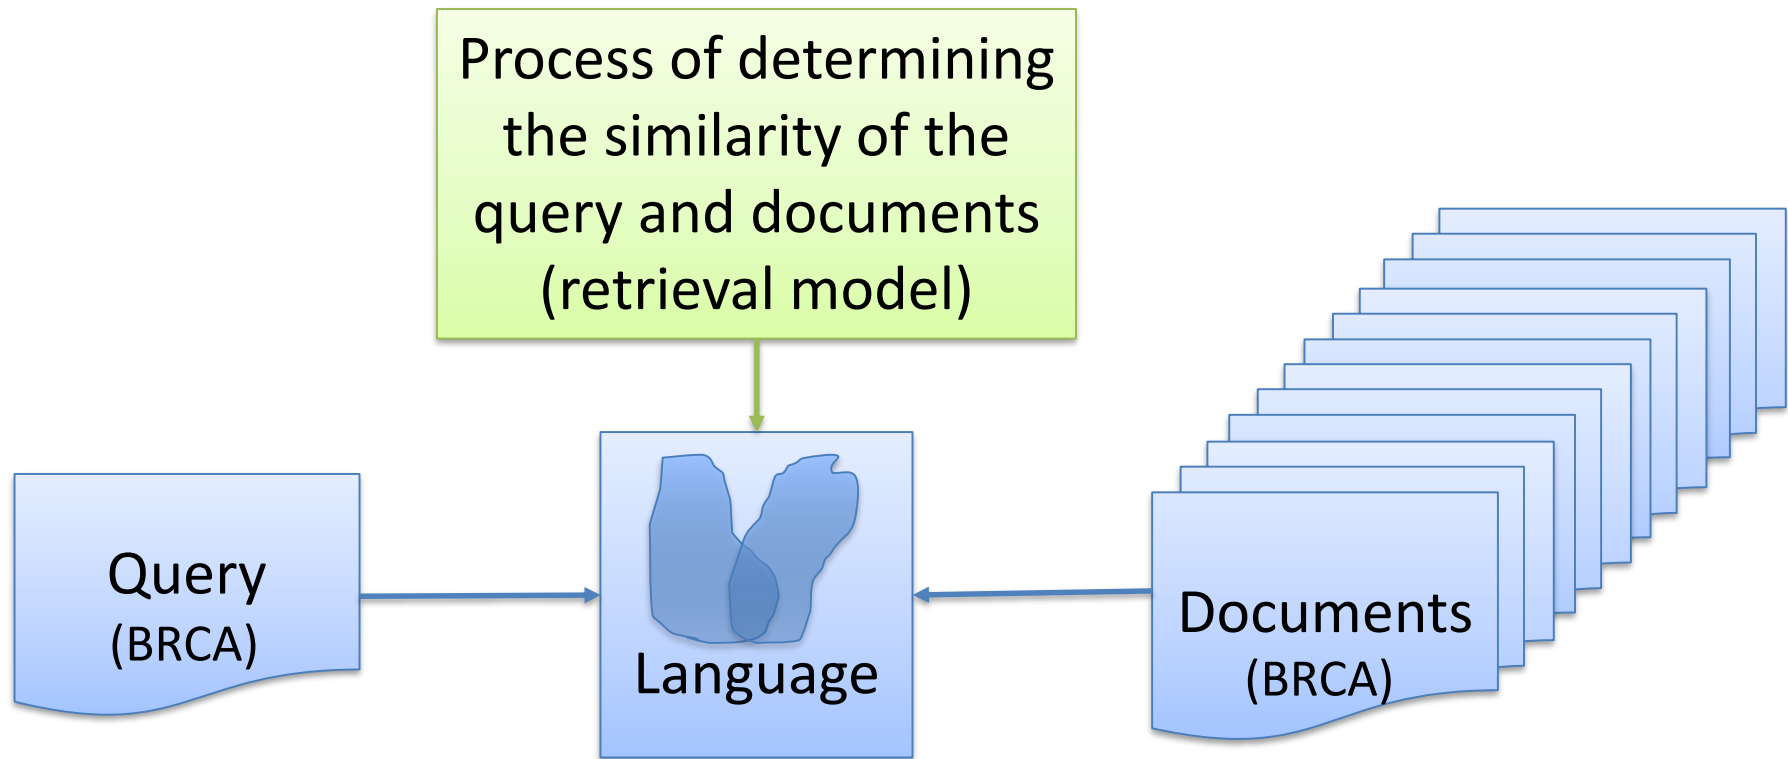 Process of determining
the similarity of the
query and documents
(retrieval model)
Query
(BRCA)
Language
Documents
(BRCA)